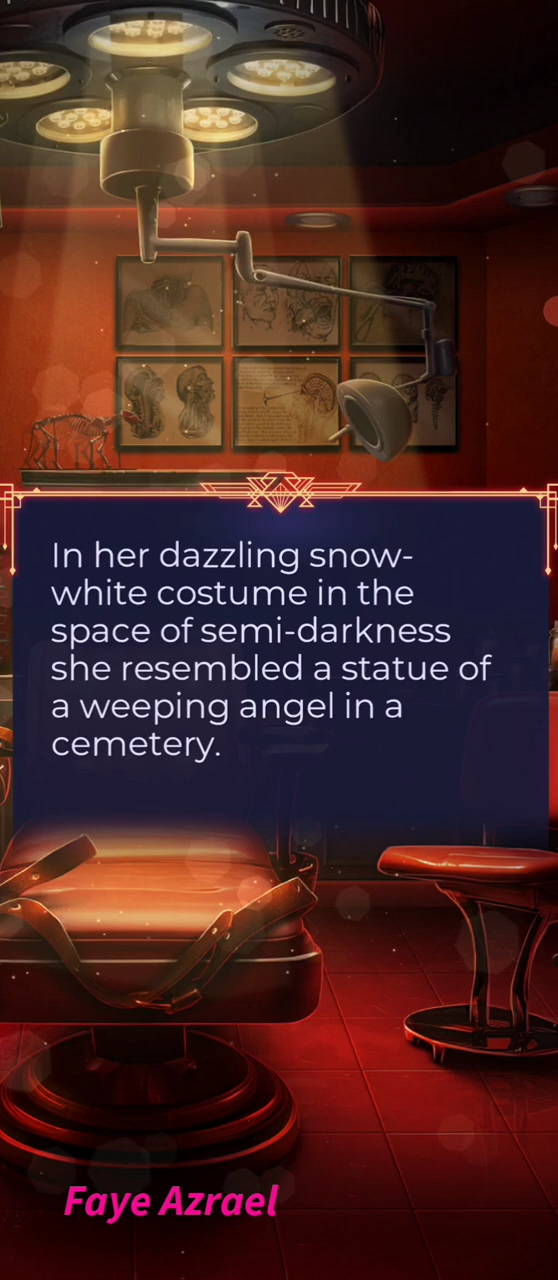 In her dazzling snow-
white costume in the
space of semi-darkness
she resembled a statue of
a weeping angel in a
cemetery.
Faye Azrael